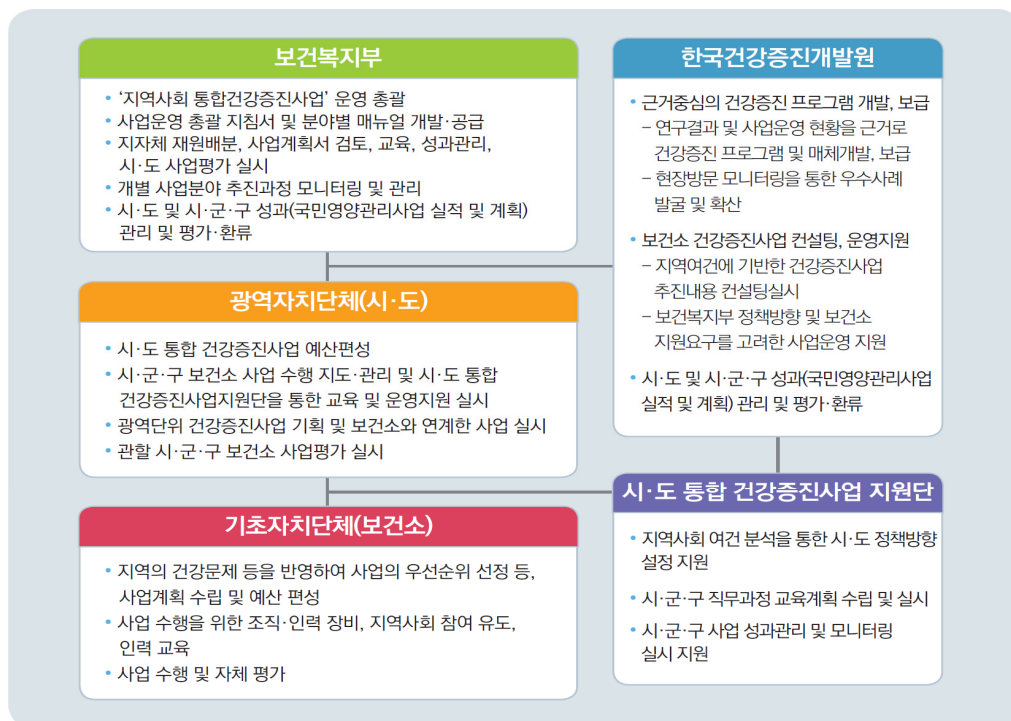 보건복지부
• ‘지역사회 통합건강증진사업’ 운영 총괄
• 사업운영 총괄 지침서 및 분야별 매뉴얼 개발·공급
• 지자체 재원배분, 사업계획서 검토, 교육, 성과관리,
시·도 사업평가 실시
• 개별 사업분야 추진과정 모니터링 및 관리
• 시·도 및 시·군·구 성과(국민영양관리사업 실적 및 계획)
관리 및 평가·환류
한국건강증진개발원
• 근거중심의 건강증진 프로그램 개발, 보급
– 연구결과 및 사업운영 현황을 근거로
건강증진 프로그램 및 매체개발, 보급
– 현장방문 모니터링을 통한 우수사례
발굴 및 확산
• 보건소 건강증진사업 컨설팅, 운영지원
– 지역여건에 기반한 건강증진사업
추진내용 컨설팅실시
– 보건복지부 정책방향 및 보건소
지원요구를 고려한 사업운영 지원
• 시·도 및 시·군·구 성과(국민영양관리사업
실적 및 계획) 관리 및 평가·환류
광역자치단체(시·도)
• 시·도 통합 건강증진사업 예산편성
• 시·군·구 보건소 사업 수행 지도·관리 및 시·도 통합
건강증진사업지원단을 통한 교육 및 운영지원 실시
• 광역단위 건강증진사업 기획 및 보건소와 연계한 사업 실시
• 관할 시·군·구 보건소 사업평가 실시
시·도 통합 건강증진사업 지원단
• 지역사회 여건 분석을 통한 시·도 정책방향
설정 지원
• 시·군·구 직무과정 교육계획 수립 및 실시
• 시·군·구 사업 성과관리 및 모니터링
실시 지원
기초자치단체(보건소)
• 지역의 건강문제 등을 반영하여 사업의 우선순위 선정 등,
사업계획 수립 및 예산 편성
• 사업 수행을 위한 조직·인력 장비, 지역사회 참여 유도,
인력 교육
• 사업 수행 및 자체 평가